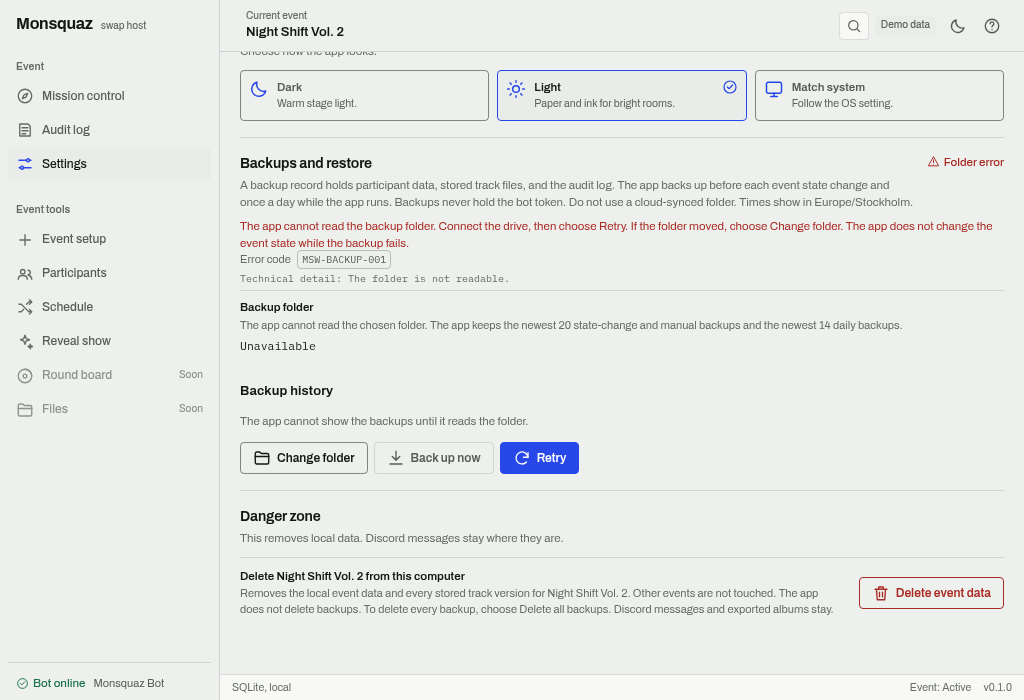 Monsquaz swap host
Event
Mission control
Audit log
Settings
Event tools
Event setup
Participants
Schedule
Reveal show
Round board Soon
Files Soon
Bot online Monsquaz Bot
Current event
Night Shift Vol. 2
Demo data
Choose how the app looks.
Dark
Warm stage light.
Light
Paper and ink for bright rooms.
Match system
Follow the OS setting.
Backups and restore
Folder error
A backup record holds participant data, stored track files, and the audit log. The app backs up before each event state change and
once a day while the app runs. Backups never hold the bot token. Do not use a cloud-synced folder. Times show in Europe/Stockholm.
The app cannot read the backup folder. Connect the drive, then choose Retry. If the folder moved, choose Change folder. The app does not change the
event state while the backup fails.
Error code MSW-BACKUP-001
Technical detail: The folder is not readable.
Backup folder
The app cannot read the chosen folder. The app keeps the newest 20 state-change and manual backups and the newest 14 daily backups.
Unavailable
Backup history
The app cannot show the backups until it reads the folder.
Change folder
Back up now
Retry
Danger zone
This removes local data. Discord messages stay where they are.
Delete Night Shift Vol. 2 from this computer
Removes the local event data and every stored track version for Night Shift Vol. 2. Other events are not touched. The app
does not delete backups. To delete every backup, choose Delete all backups. Discord messages and exported albums stay.
Delete event data
SQLite, local
Event: Active v0.1.0